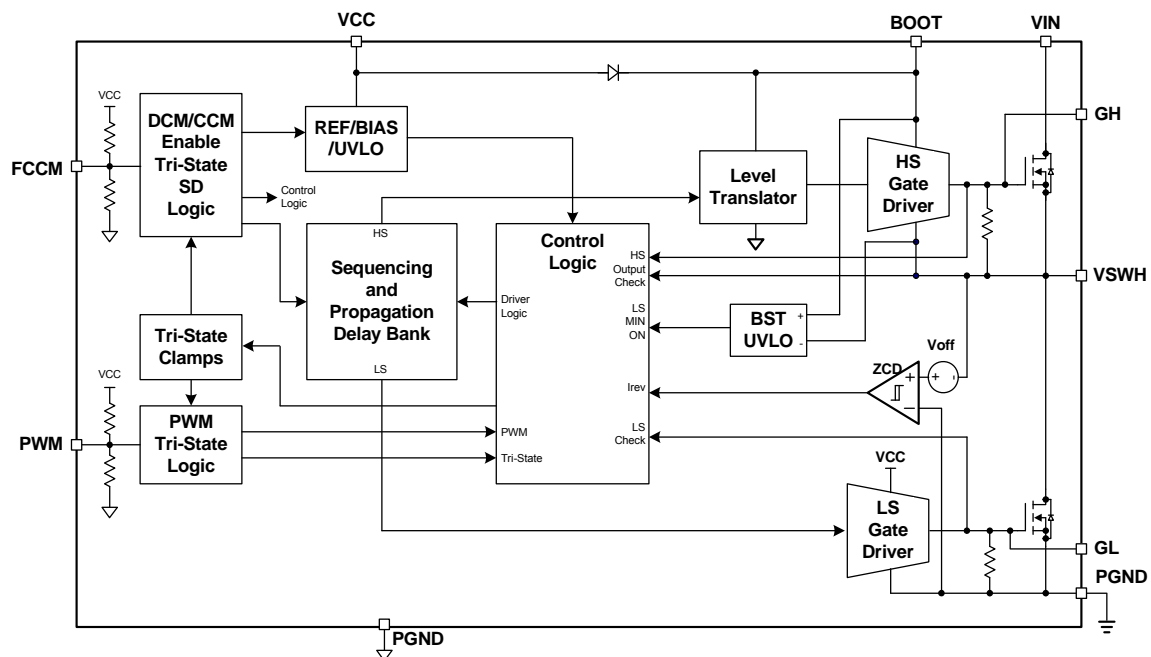 VCC
BOOT
VIN
VCC
DCM/CCM
Enable
Tri-State
SD
Logic
REF/BIAS
/UVLO
GH
FCCM
Control
Logic
Level
Translator
HS
Gate
Driver
HS
Sequencing
and
Propagation
Delay Bank
LS
Control
Logic
Driver
Logic
HS
Output
Check
LS
MIN
ON
Irev
LS
Check
PWM
Tri-State
VSWH
BST
UVLO
+
-
Voff
+
-
ZCD
+
−
Tri-State
Clamps
VCC
PWM
PWM
Tri-State
Logic
VCC
LS
Gate
Driver
GL
PGND
PGND